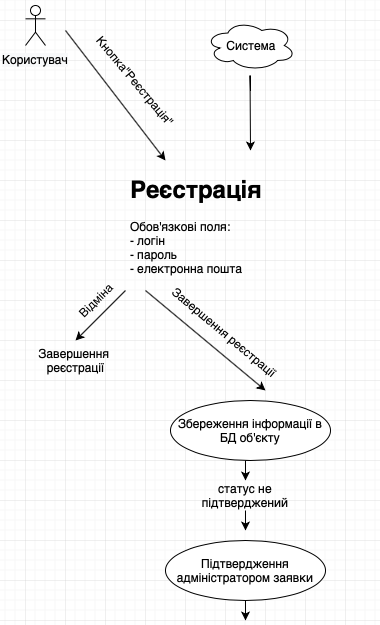 Користувач
Система
Кнопка"Реєстрація"
Реєстрація
Обов'язкові поля:
- логін
- пароль
- електронна пошта
Відміна
Завершення реєстрації
Завершення
реєстрації
Збереження інформації в
БД об'єкту
статус не
підтверджений
Підтвердження
адміністратором заявки